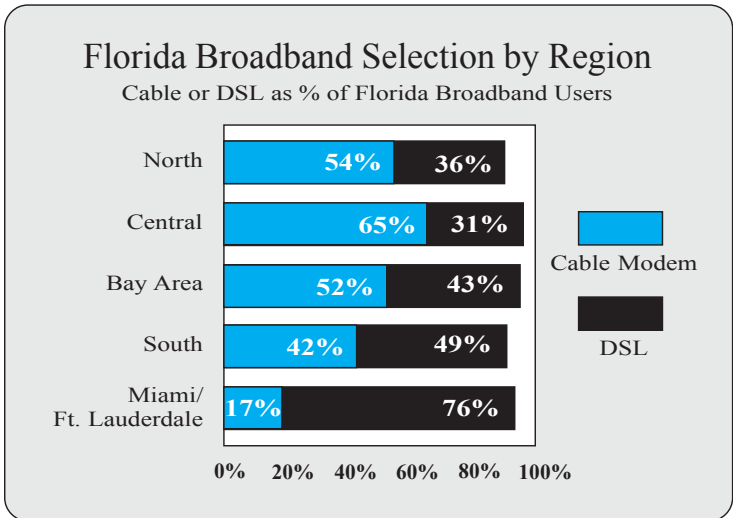 Florida Broadband Selection by Region
Cable or DSL as % of Florida Broadband Users
North 54% 36%
Central 65% 31%
Bay Area 52% 43%
South 42% 49%
Miami/
Ft. Lauderdale 17% 76%
0% 20% 40% 60% 80% 100%
Cable Modem
DSL